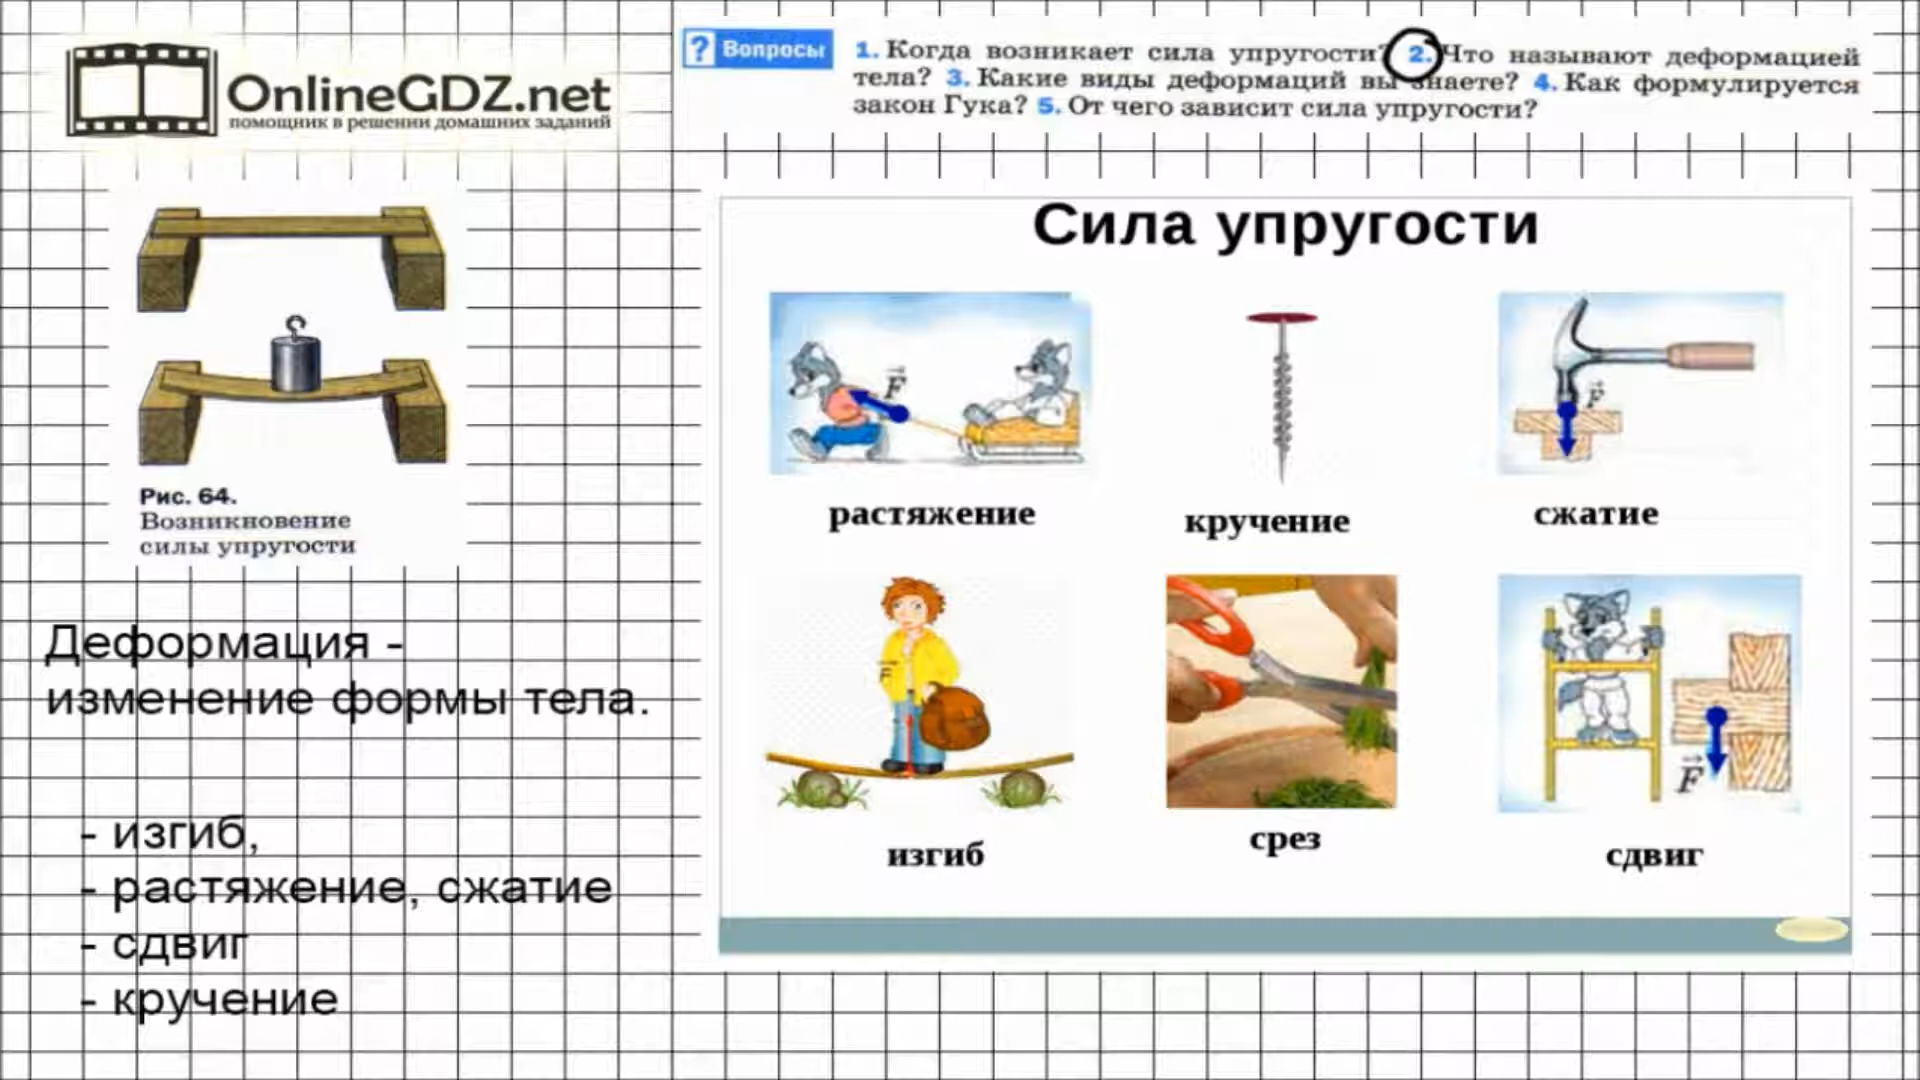 OnlineGDZ.net
помощник в решении домашних заданий
? Вопросы
1. Когда возникает сила упругости? 2. Что называют деформацией
тела? 3. Какие виды деформаций вы знаете? 4. Как формулируется
закон Гука? 5. От чего зависит сила упругости?
Рис. 64.
Возникновение
силы упругости
Деформация -
изменение формы тела.
- изгиб,
- растяжение, сжатие
- сдвиг
- кручение
Сила упругости
F
растяжение
кручение
F
сжатие
F
изгиб
срез
F
сдвиг